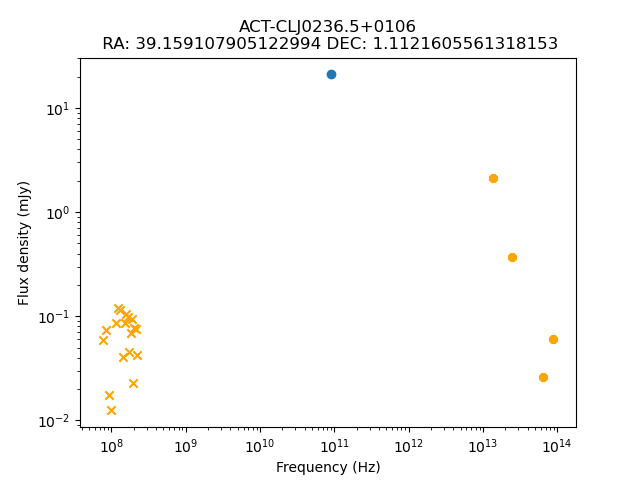 ACT-CLJ0236.5+0106
RA: 39.159107905122994 DEC: 1.1121605561318153
Flux density (mJy)
10¹
10⁰
10⁻¹
10⁻²
10⁸ 10⁹ 10¹⁰ 10¹¹ 10¹² 10¹³ 10¹⁴
Frequency (Hz)